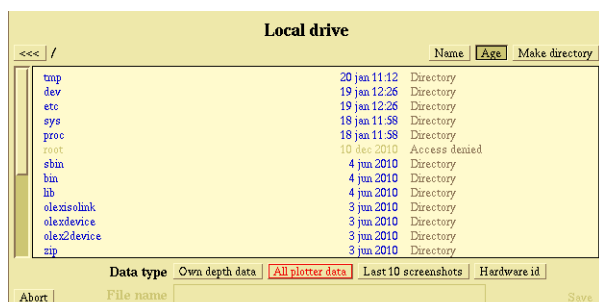 Local drive
<<< / Name Age Make directory
tmp 20 jan 11:12 Directory
dev 19 jan 12:26 Directory
etc 19 jan 12:26 Directory
sys 18 jan 11:58 Directory
proc 18 jan 11:58 Directory
root 10 dec 2010 Access denied
sbin 4 jun 2010 Directory
bin 4 jun 2010 Directory
lib 4 jun 2010 Directory
olexisolink 3 jun 2010 Directory
olexdevice 3 jun 2010 Directory
olex2device 3 jun 2010 Directory
zip 3 jun 2010 Directory
Data type Own depth data All plotter data Last 10 screenshots Hardware id
Abort File name Save